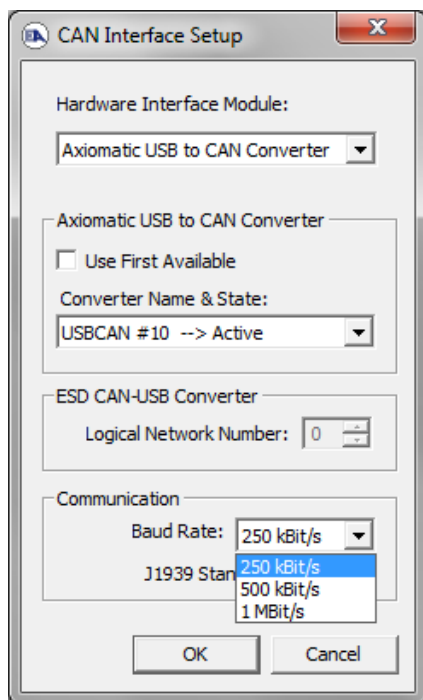 CAN Interface Setup
Hardware Interface Module:
Axiomatic USB to CAN Converter
Axiomatic USB to CAN Converter
Use First Available
Converter Name & State:
USBCAN #10 --> Active
ESD CAN-USB Converter
Logical Network Number: 0
Communication
Baud Rate: 250 kBit/s
250 kBit/s
J1939 Stan
500 kBit/s
1 MBit/s
OK Cancel